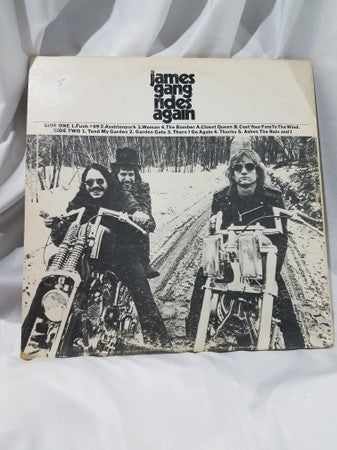 james
gang
rides
again
SIDE ONE 1. Funk #49 2. Asshtonpark 3. Woman 4. The Bomber A. Closet Queen B. Cast Your Fate To The Wind.
SIDE TWO 1. Tend My Garden 2. Garden Gate 3. There I Go Again 4. Thanks 5. Ashes The Rain and I